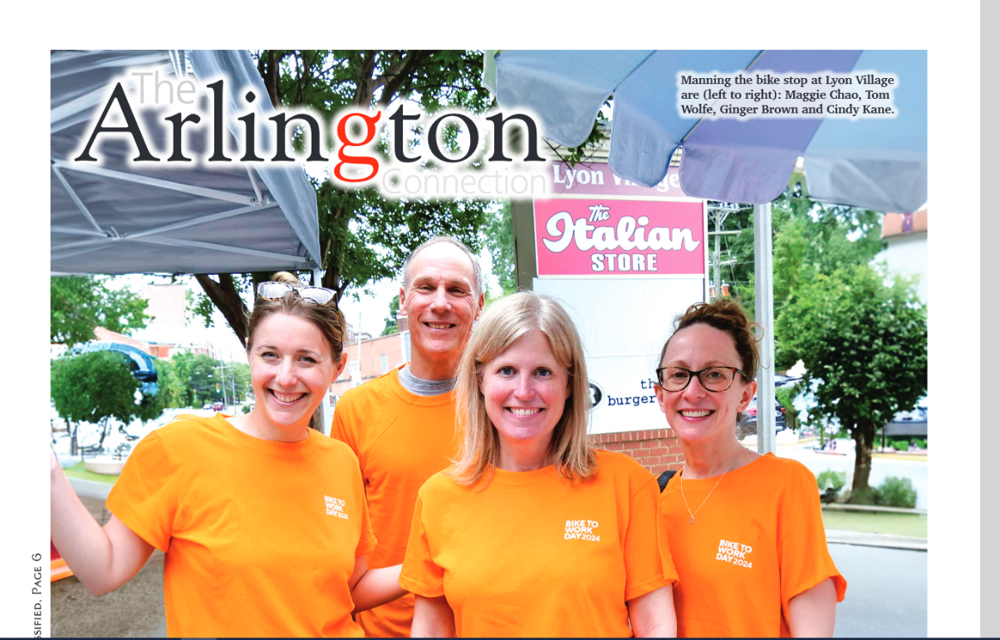 The
Arlington
Connection
Manning the bike stop at Lyon Village
are (left to right): Maggie Chao, Tom
Wolfe, Ginger Brown and Cindy Kane.
Lyon Village
The
Italian
STORE
burger
BIKE TO
WORK
DAY 2024
BIKE TO
WORK
DAY 2024
BIKE TO
WORK
DAY 2024
PAGE 6